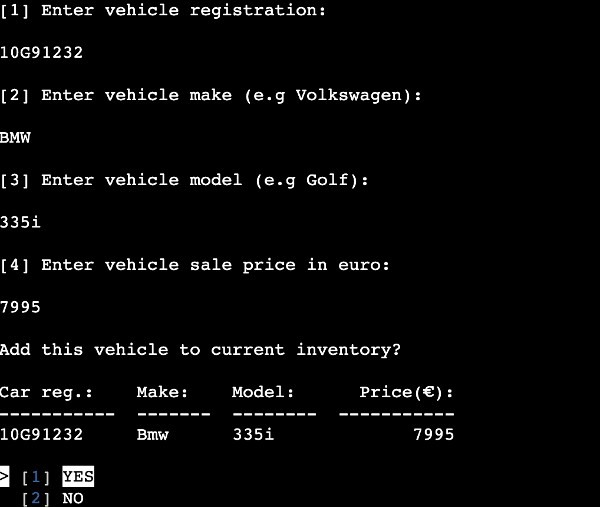 [1] Enter vehicle registration:
10G91232
[2] Enter vehicle make (e.g Volkswagen):
BMW
[3] Enter vehicle model (e.g Golf):
335i
[4] Enter vehicle sale price in euro:
7995
Add this vehicle to current inventory?
Car reg.: Make: Model: Price(€):
----------- ------- -------- -----------
10G91232 Bmw 335i 7995
> [1] YES
[2] NO